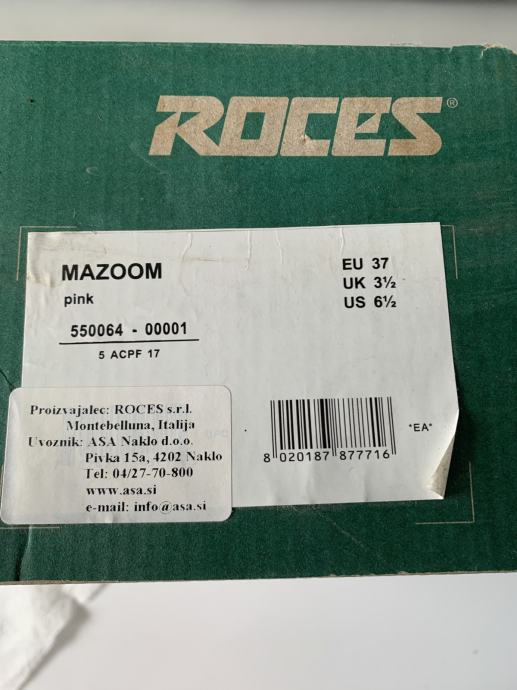 ROCES®
MAZOOM
pink
550064 - 00001
5 ACPF 17
EU 37
UK 3½
US 6½
Proizvajalec: ROCES s.r.l.
Montebelluna, Italija
Uvoznik: ASA Naklo d.o.o.
Pivka 15a, 4202 Naklo
Tel: 04/27-70-800
www.asa.si
e-mail: info@asa.si
8 020187 877716
*EA*